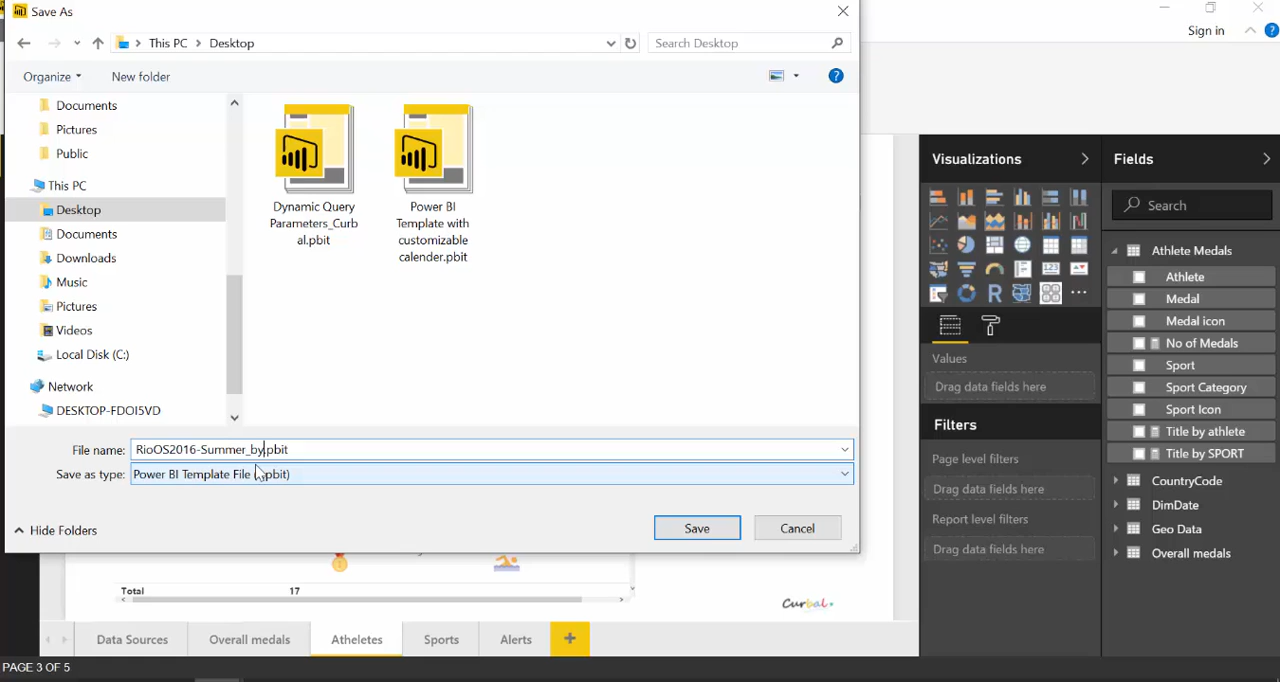 Save As
This PC
Desktop
Search Desktop
Sign in
Organize
New folder
Documents
Pictures
Public
This PC
Desktop
Documents
Downloads
Music
Pictures
Videos
Local Disk (C:)
Network
DESKTOP-FDOI5VD
Dynamic Query
Parameters_Curb
al.pbit
Power BI
Template with
customizable
calender.pbit
File name:
RioOS2016-Summer_by.pbit
Save as type:
Power BI Template File pbit)
Hide Folders
Save
Cancel
Visualizations
R
123
Values
Drag data fields here
Filters
Page level filters
Drag data fields here
Report level filters
Drag data fields here
Fields
Search
Athlete Medals
Athlete
Medal
Medal icon
No of Medals
Sport
Sport Category
Sport Icon
Title by athlete
Title by SPORT
CountryCode
DimDate
Geo Data
Overall medals
Total 17
Curbal
Data Sources
Overall medals
Atheletes
Sports
Alerts
PAGE 3 OF 5